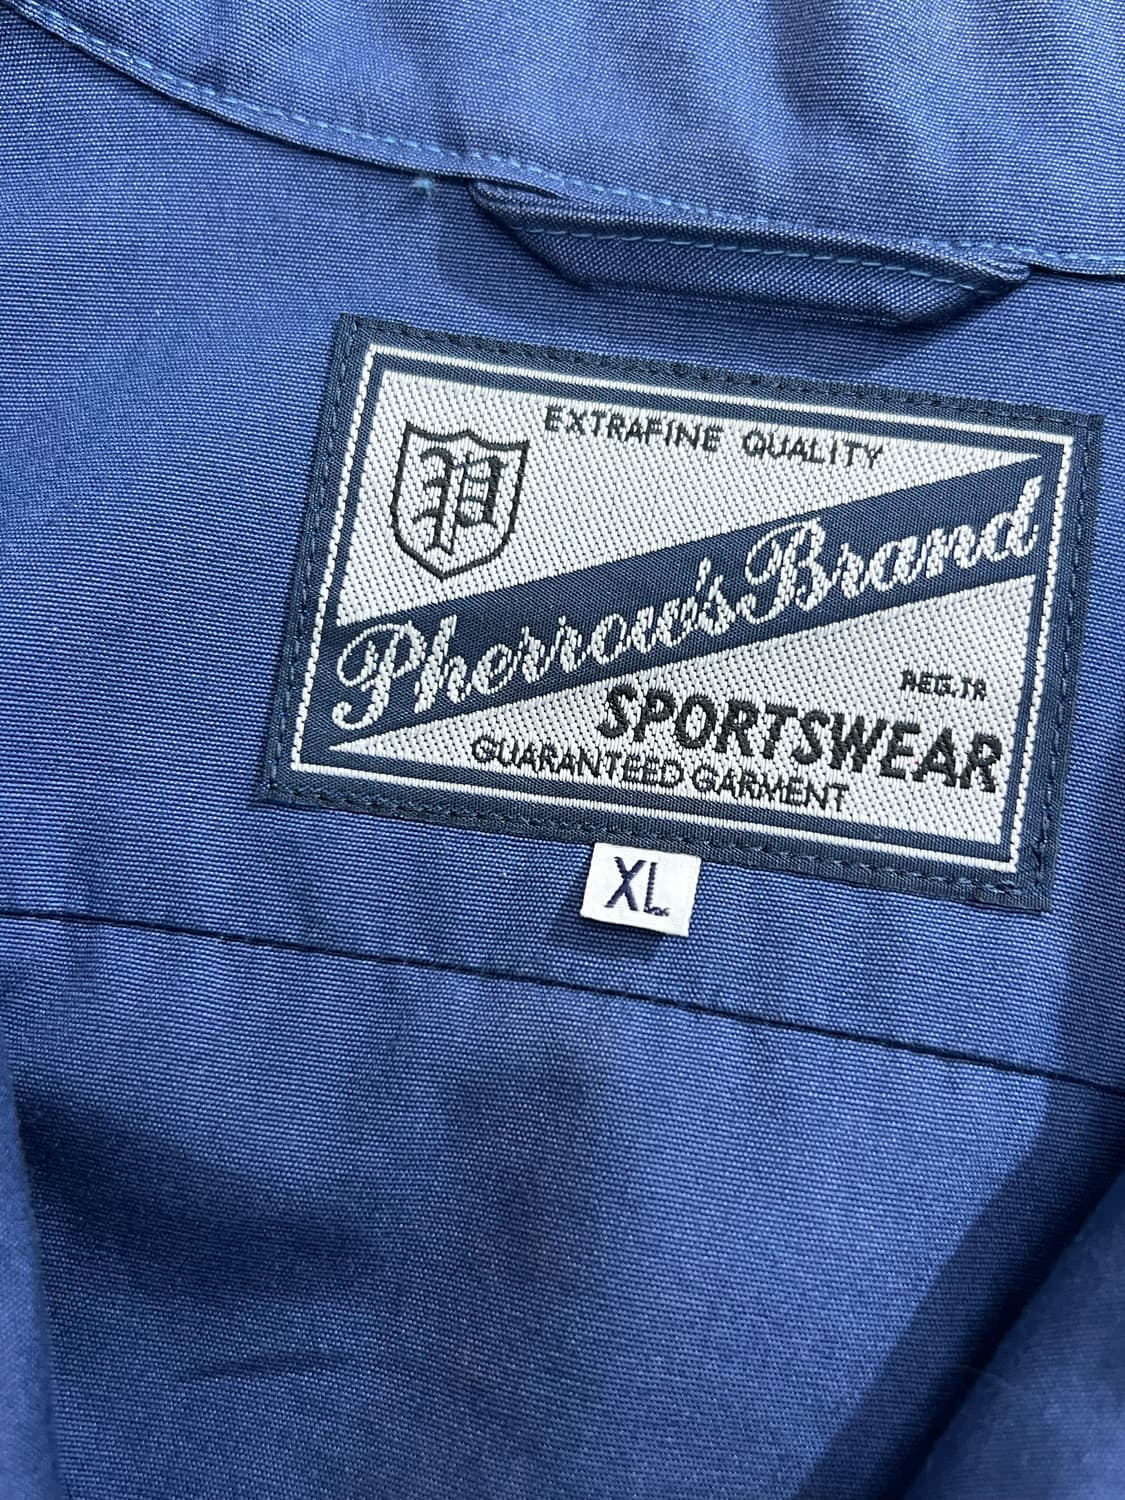 EXTRAFINE QUALITY
P
Pherrow's Brand
REG.TR
SPORTSWEAR
GUARANTEED GARMENT
XL